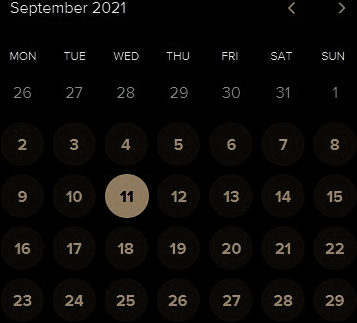 September 2021
MON TUE WED THU FRI SAT SUN
26 27 28 29 30 31 1
2 3 4 5 6 7 8
9 10 11 12 13 14 15
16 17 18 19 20 21 22
23 24 25 26 27 28 29